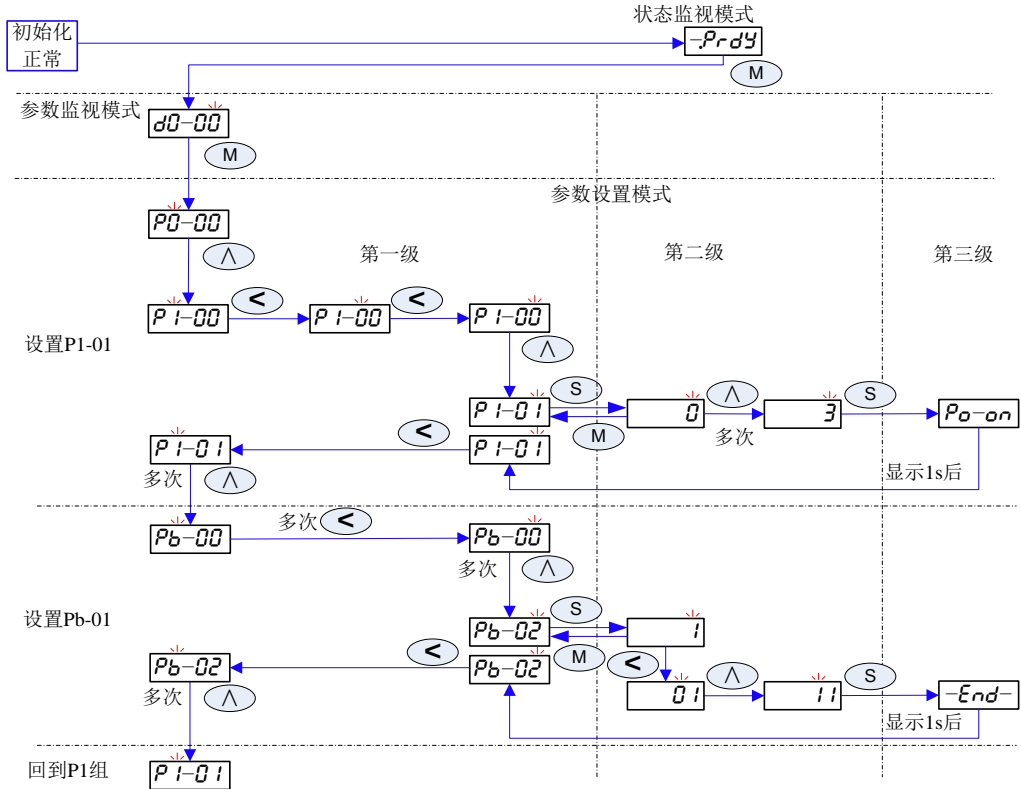 状态监视模式
初始化
正常
-.Prdy
M
参数监视模式
d0-00
M
参数设置模式
P0-00
∧
第一级
第二级
第三级
P1-00
<
P1-00
<
P1-00
设置P1-01
∧
P1-01
S
M
0
∧
多次
3
S
Po-on
显示1s后
P1-01
<
P1-01
多次
∧
Pb-00
多次
<
Pb-00
多次
∧
设置Pb-01
Pb-02
S
M
1
<
01
∧
11
S
-End-
显示1s后
Pb-02
<
Pb-02
多次
∧
回到P1组
P1-01